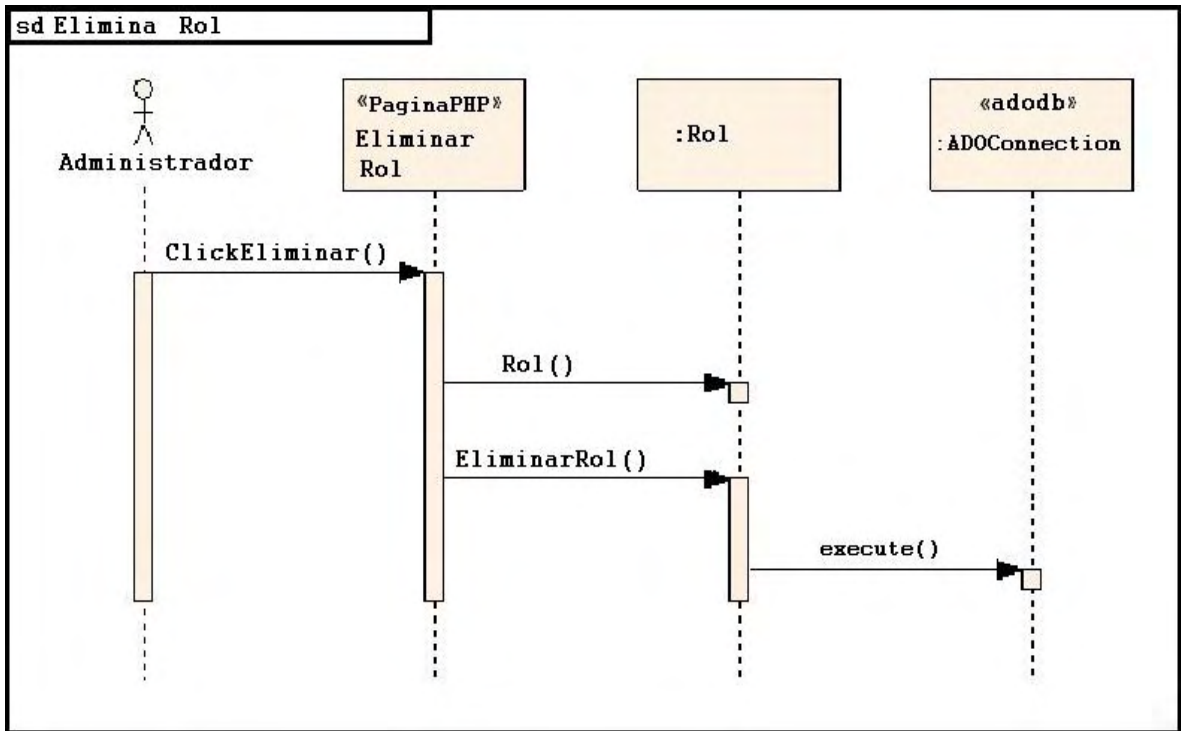 sd Elimina Rol
Administrador
«PaginaPHP»
Eliminar
Rol
:Rol
«adodb»
:ADOConnection
ClickEliminar()
Rol()
EliminarRol()
execute()